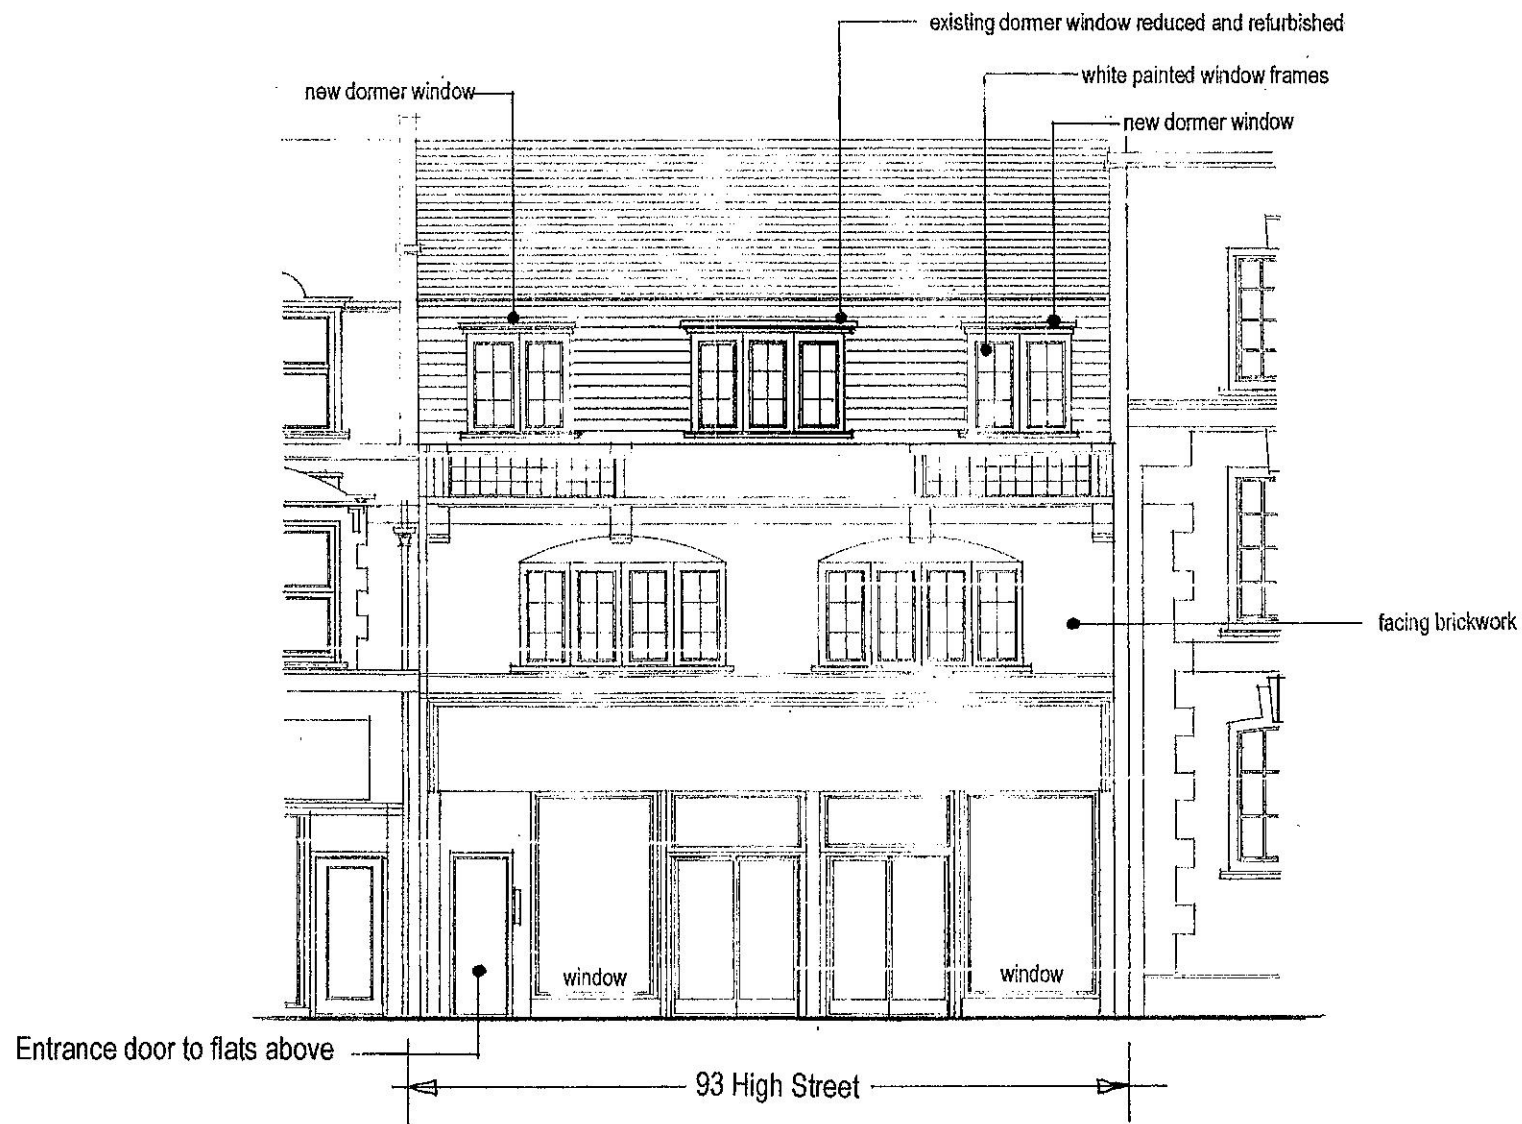 existing dormer window reduced and refurbished
white painted window frames
new dormer window
new dormer window
facing brickwork
window
window
Entrance door to flats above
93 High Street